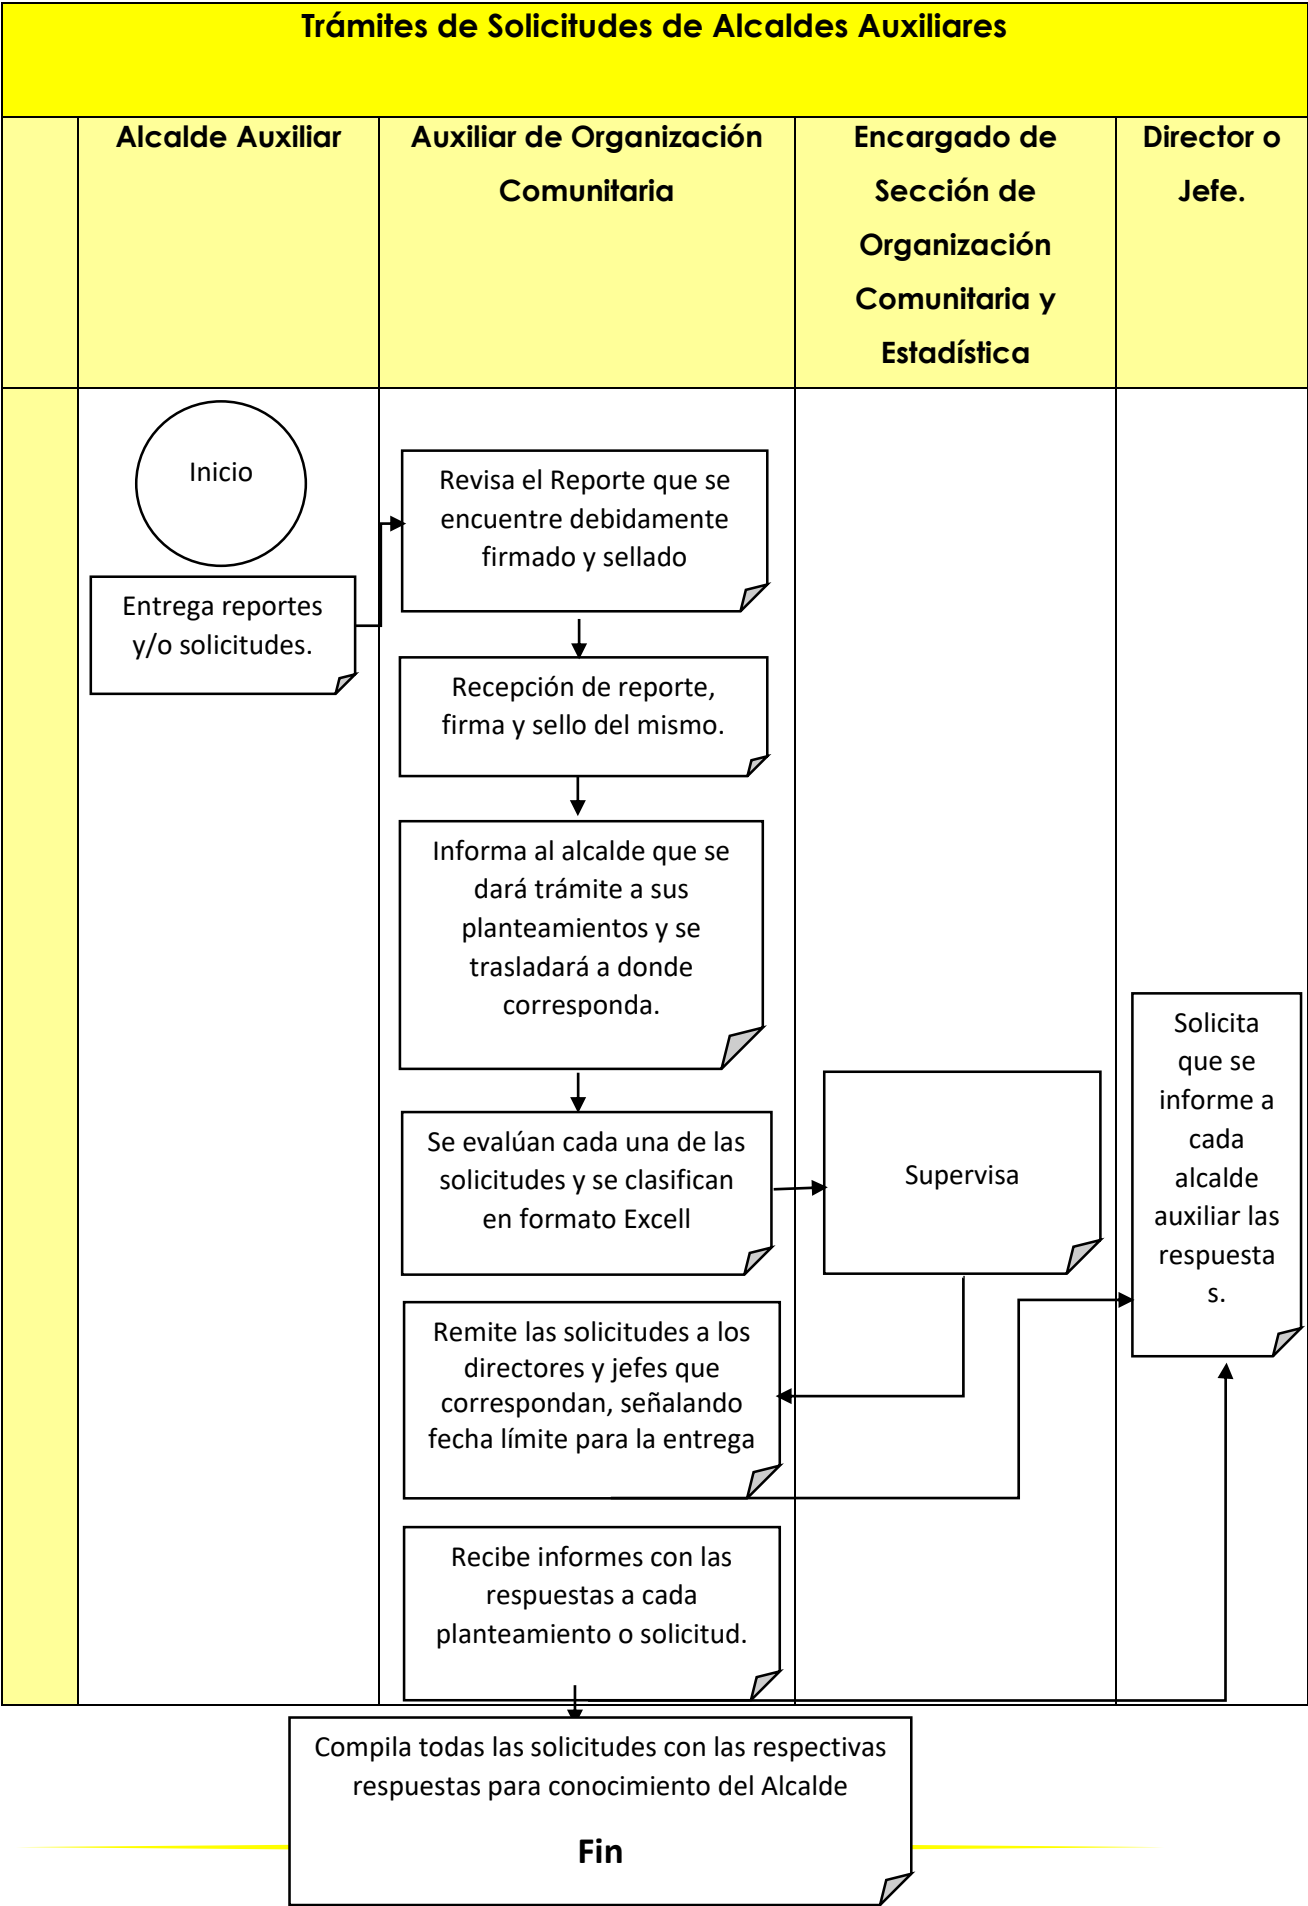 Trámites de Solicitudes de Alcaldes Auxiliares
Alcalde Auxiliar
Auxiliar de Organización
Comunitaria
Encargado de
Sección de
Organización
Comunitaria y
Estadística
Director o
Jefe.
Inicio
Entrega reportes
y/o solicitudes.
Revisa el Reporte que se
encuentre debidamente
firmado y sellado
Recepción de reporte,
firma y sello del mismo.
Informa al alcalde que se
dará trámite a sus
planteamientos y se
trasladará a donde
corresponda.
Se evalúan cada una de las
solicitudes y se clasifican
en formato Excell
Supervisa
Remite las solicitudes a los
directores y jefes que
correspondan, señalando
fecha límite para la entrega
Solicita
que se
informe a
cada
alcalde
auxiliar las
respuesta
s.
Recibe informes con las
respuestas a cada
planteamiento o solicitud.
Compila todas las solicitudes con las respectivas
respuestas para conocimiento del Alcalde
Fin